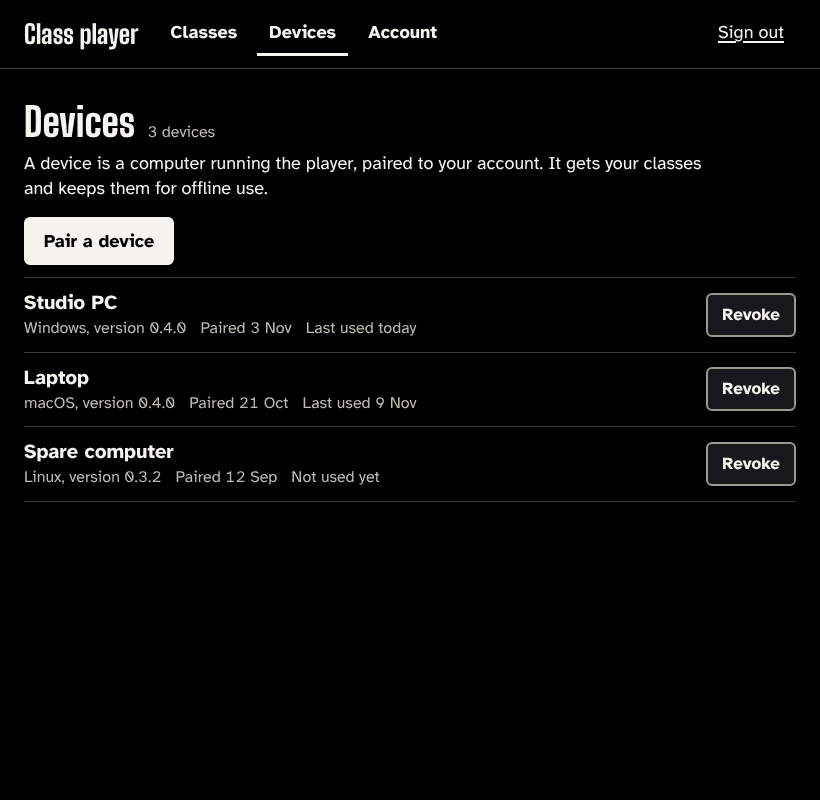 Class player Classes Devices Account Sign out
Devices 3 devices
A device is a computer running the player, paired to your account. It gets your classes
and keeps them for offline use.
Pair a device
Studio PC
Windows, version 0.4.0 Paired 3 Nov Last used today
Revoke
Laptop
macOS, version 0.4.0 Paired 21 Oct Last used 9 Nov
Revoke
Spare computer
Linux, version 0.3.2 Paired 12 Sep Not used yet
Revoke